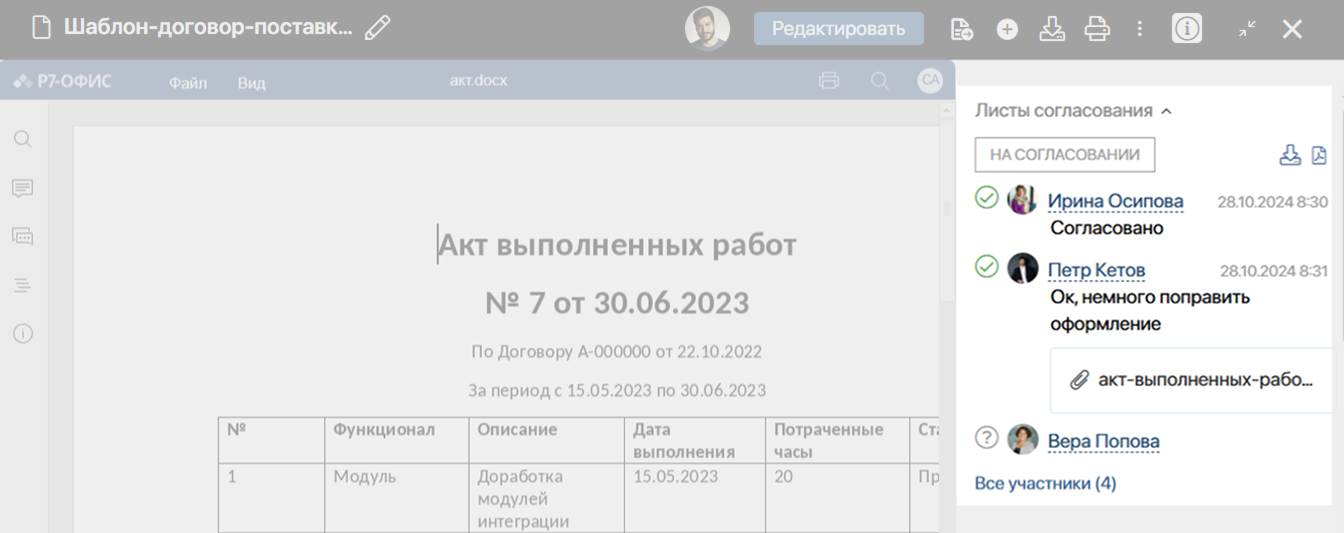 Шаблон-договор-поставк...
Редактировать
Р7-ОФИС
Файл
Вид
акт.docx
CA
Акт выполненных работ
№ 7 от 30.06.2023
По Договору А-000000 от 22.10.2022
За период с 15.05.2023 по 30.06.2023
№ Функционал Описание Дата выполнения Потраченные часы Ста
1 Модуль Доработка модулей интеграции 15.05.2023 20 Пр
Листы согласования
НА СОГЛАСОВАНИИ
Ирина Осипова 28.10.2024 8:30
Согласовано
Петр Кетов 28.10.2024 8:31
Ок, немного поправить
оформление
акт-выполненных-рабо...
Вера Попова
Все участники (4)